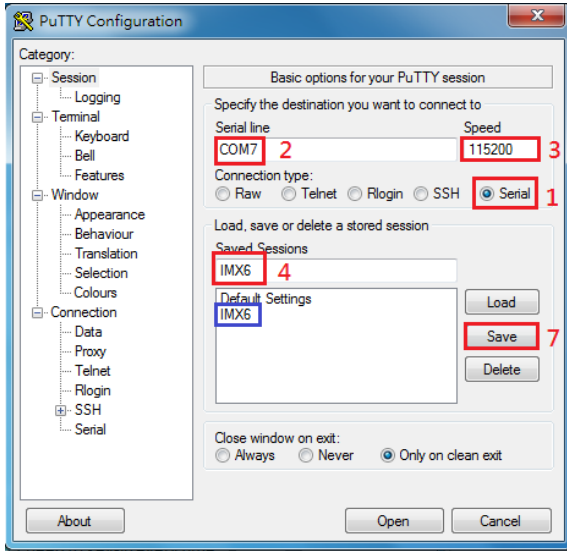 PuTTY Configuration
Category:
Session
Logging
Terminal
Keyboard
Bell
Features
Window
Appearance
Behaviour
Translation
Selection
Colours
Connection
Data
Proxy
Telnet
Rlogin
SSH
Serial
Basic options for your PuTTY session
Specify the destination you want to connect to
Serial line Speed
COM7 2 115200 3
Connection type:
Raw Telnet Rlogin SSH Serial 1
Load, save or delete a stored session
Saved Sessions
IMX6 4
Default Settings
IMX6
Load
Save 7
Delete
Close window on exit:
Always Never Only on clean exit
About Open Cancel